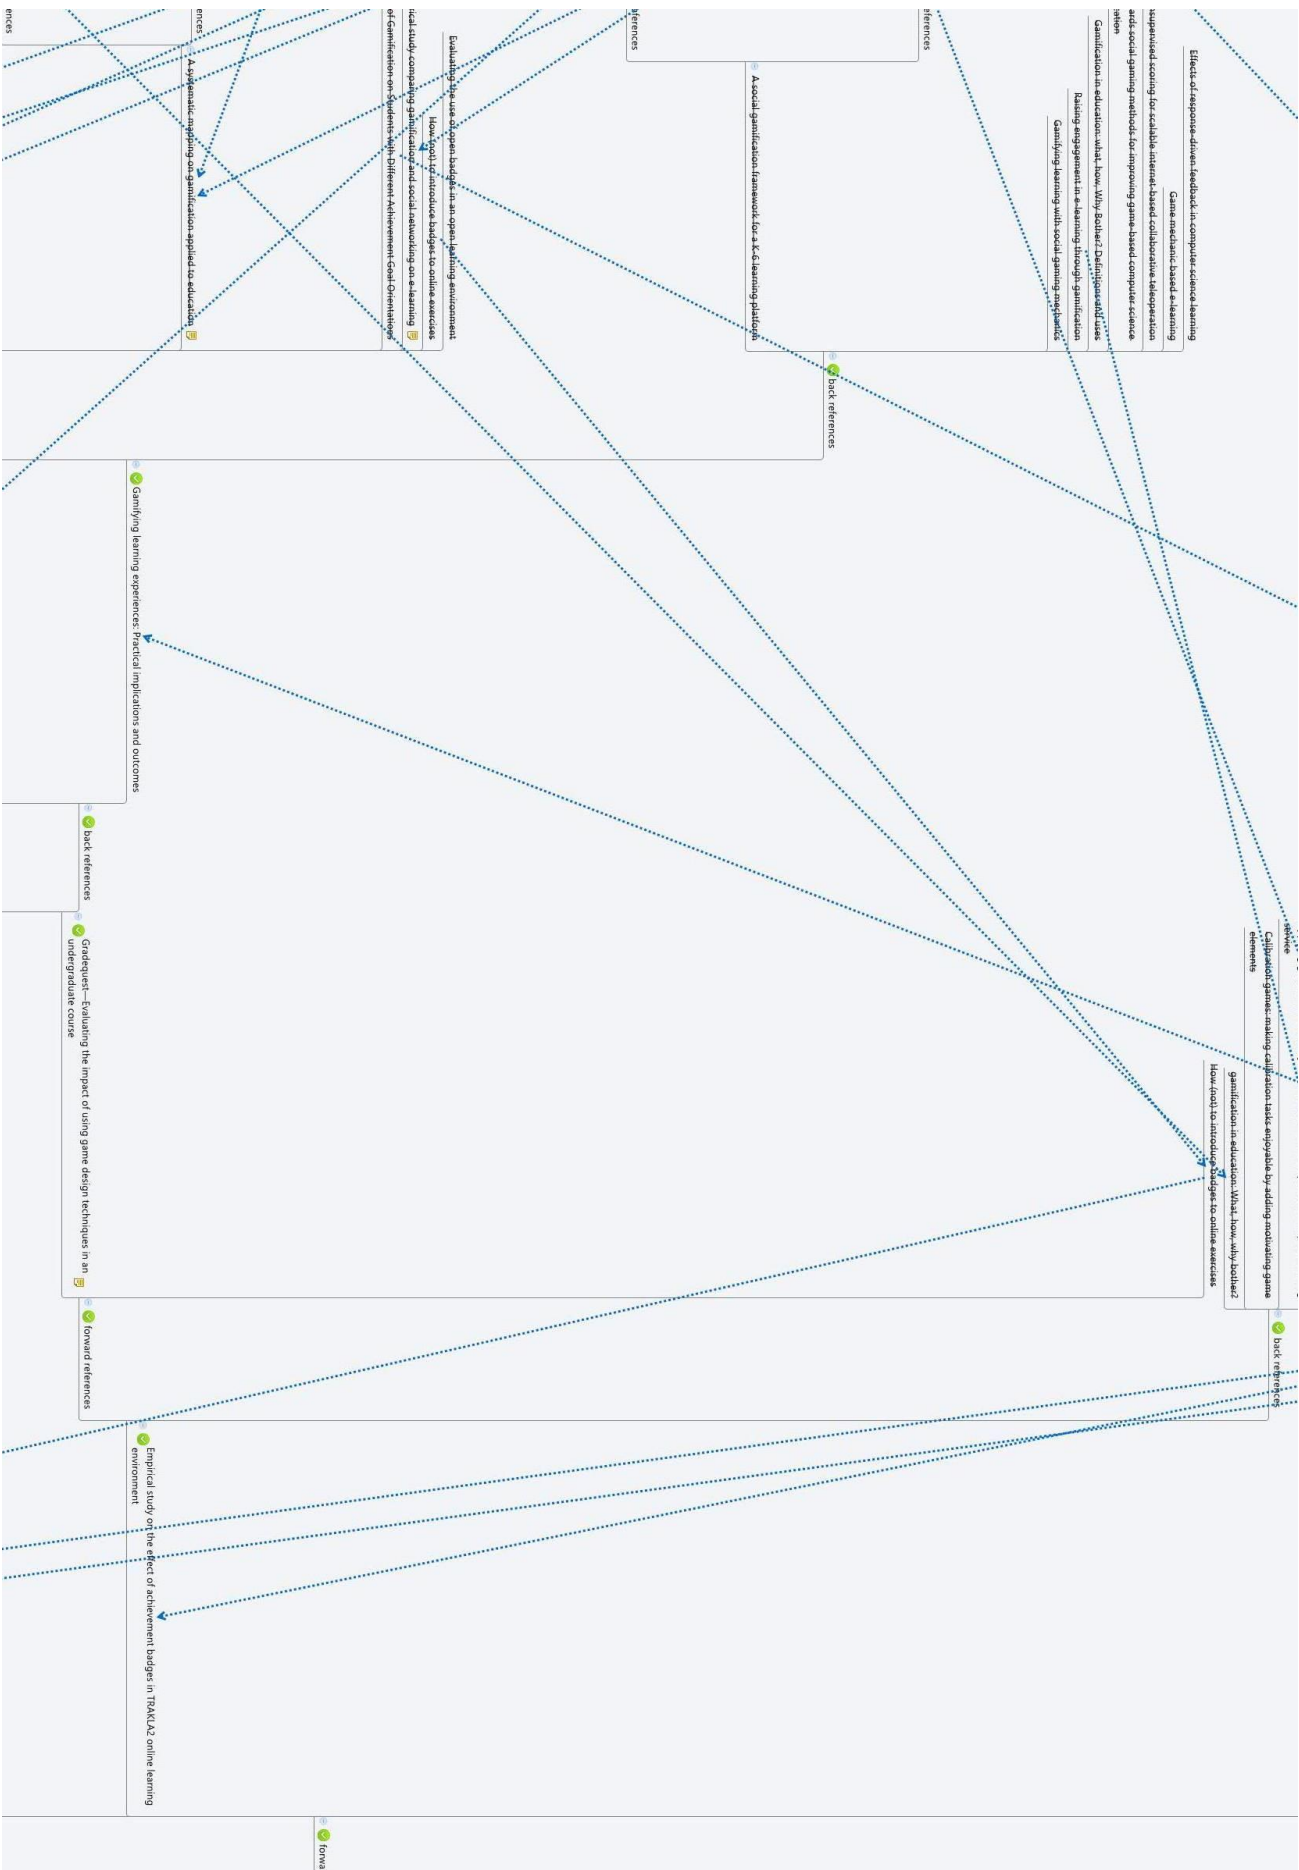 service
back references
Calibration games: making calibration tasks enjoyable by adding motivating game
elements
gamification in education: What, how, why bother?
How (not) to introduce badges to online exercises
Effects of response-driven feedback in computer science learning
Game mechanic based e-learning
nsupervised scoring for scalable internet-based collaborative teleoperation
ards social gaming methods for improving game-based computer science
ation
Gamification in education: what, how, Why Bother? Definitions and uses
Raising engagement in e-learning through gamification
Gamifying learning with social gaming mechanics
eferences
back references
A social gamification framework for a K-6 learning platform
eferences
Evaluating the use of open badges in an open learning environment
How (not) to introduce badges to online exercises
ical study comparing gamification and social networking on e-learning
of Gamification on Students with Different Achievement Goal Orientations
forwa
ences
A systematic mapping on gamification applied to education
Empirical study on the effect of achievement badges in TRAKLA2 online learning
environment
Gamifying learning experiences: Practical implications and outcomes
back references
forward references
Gradequest—Evaluating the impact of using game design techniques in an
undergraduate course
ences